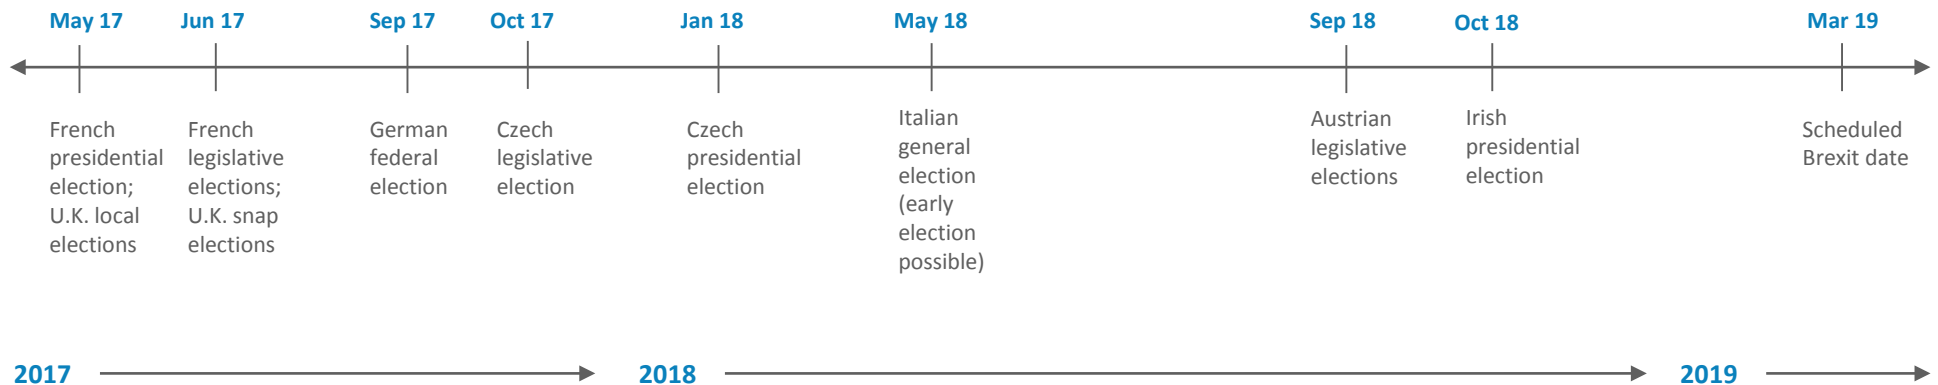 May 17
Jun 17
Sep 17
Oct 17
Jan 18
May 18
Sep 18
Oct 18
Mar 19
French
presidential
election;
U.K. local
elections
French
legislative
elections;
U.K. snap
elections
German
federal
election
Czech
legislative
election
Czech
presidential
election
Italian
general
election
(early
election
possible)
Austrian
legislative
elections
Irish
presidential
election
Scheduled
Brexit date
2017
2018
2019